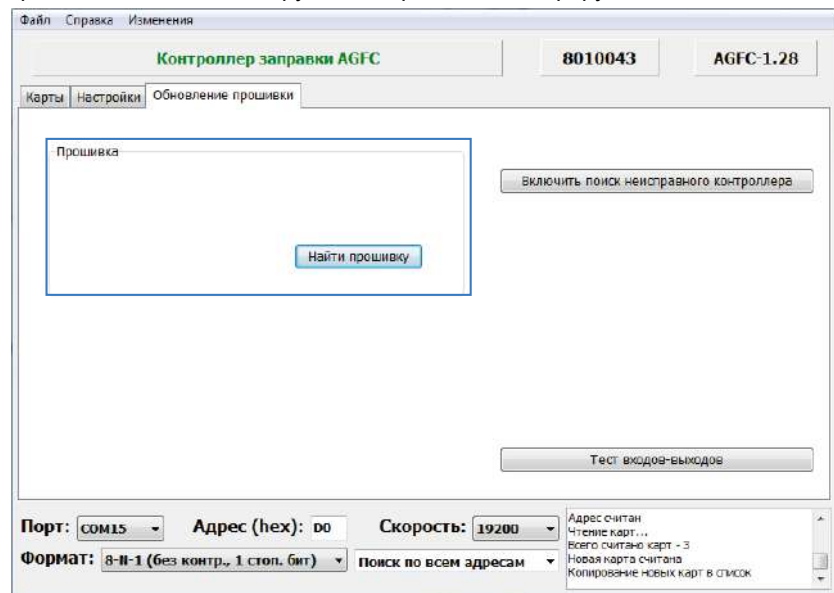 Файл Справка Изменения
Контроллер заправки AGFC 8010043 AGFC-1.28
Карты Настройки Обновление прошивки
Прошивка
Включить поиск неисправного контроллера
Найти прошивку
Тест входов-выходов
Порт: COM15 Адрес (hex): D0 Скорость: 19200
Формат: 8-N-1 (без контр., 1 стоп. бит) Поиск по всем адресам
Адрес считан
Чтение карт...
Всего считано карт - 3
Новая карта считана
Копирование новых карт в список